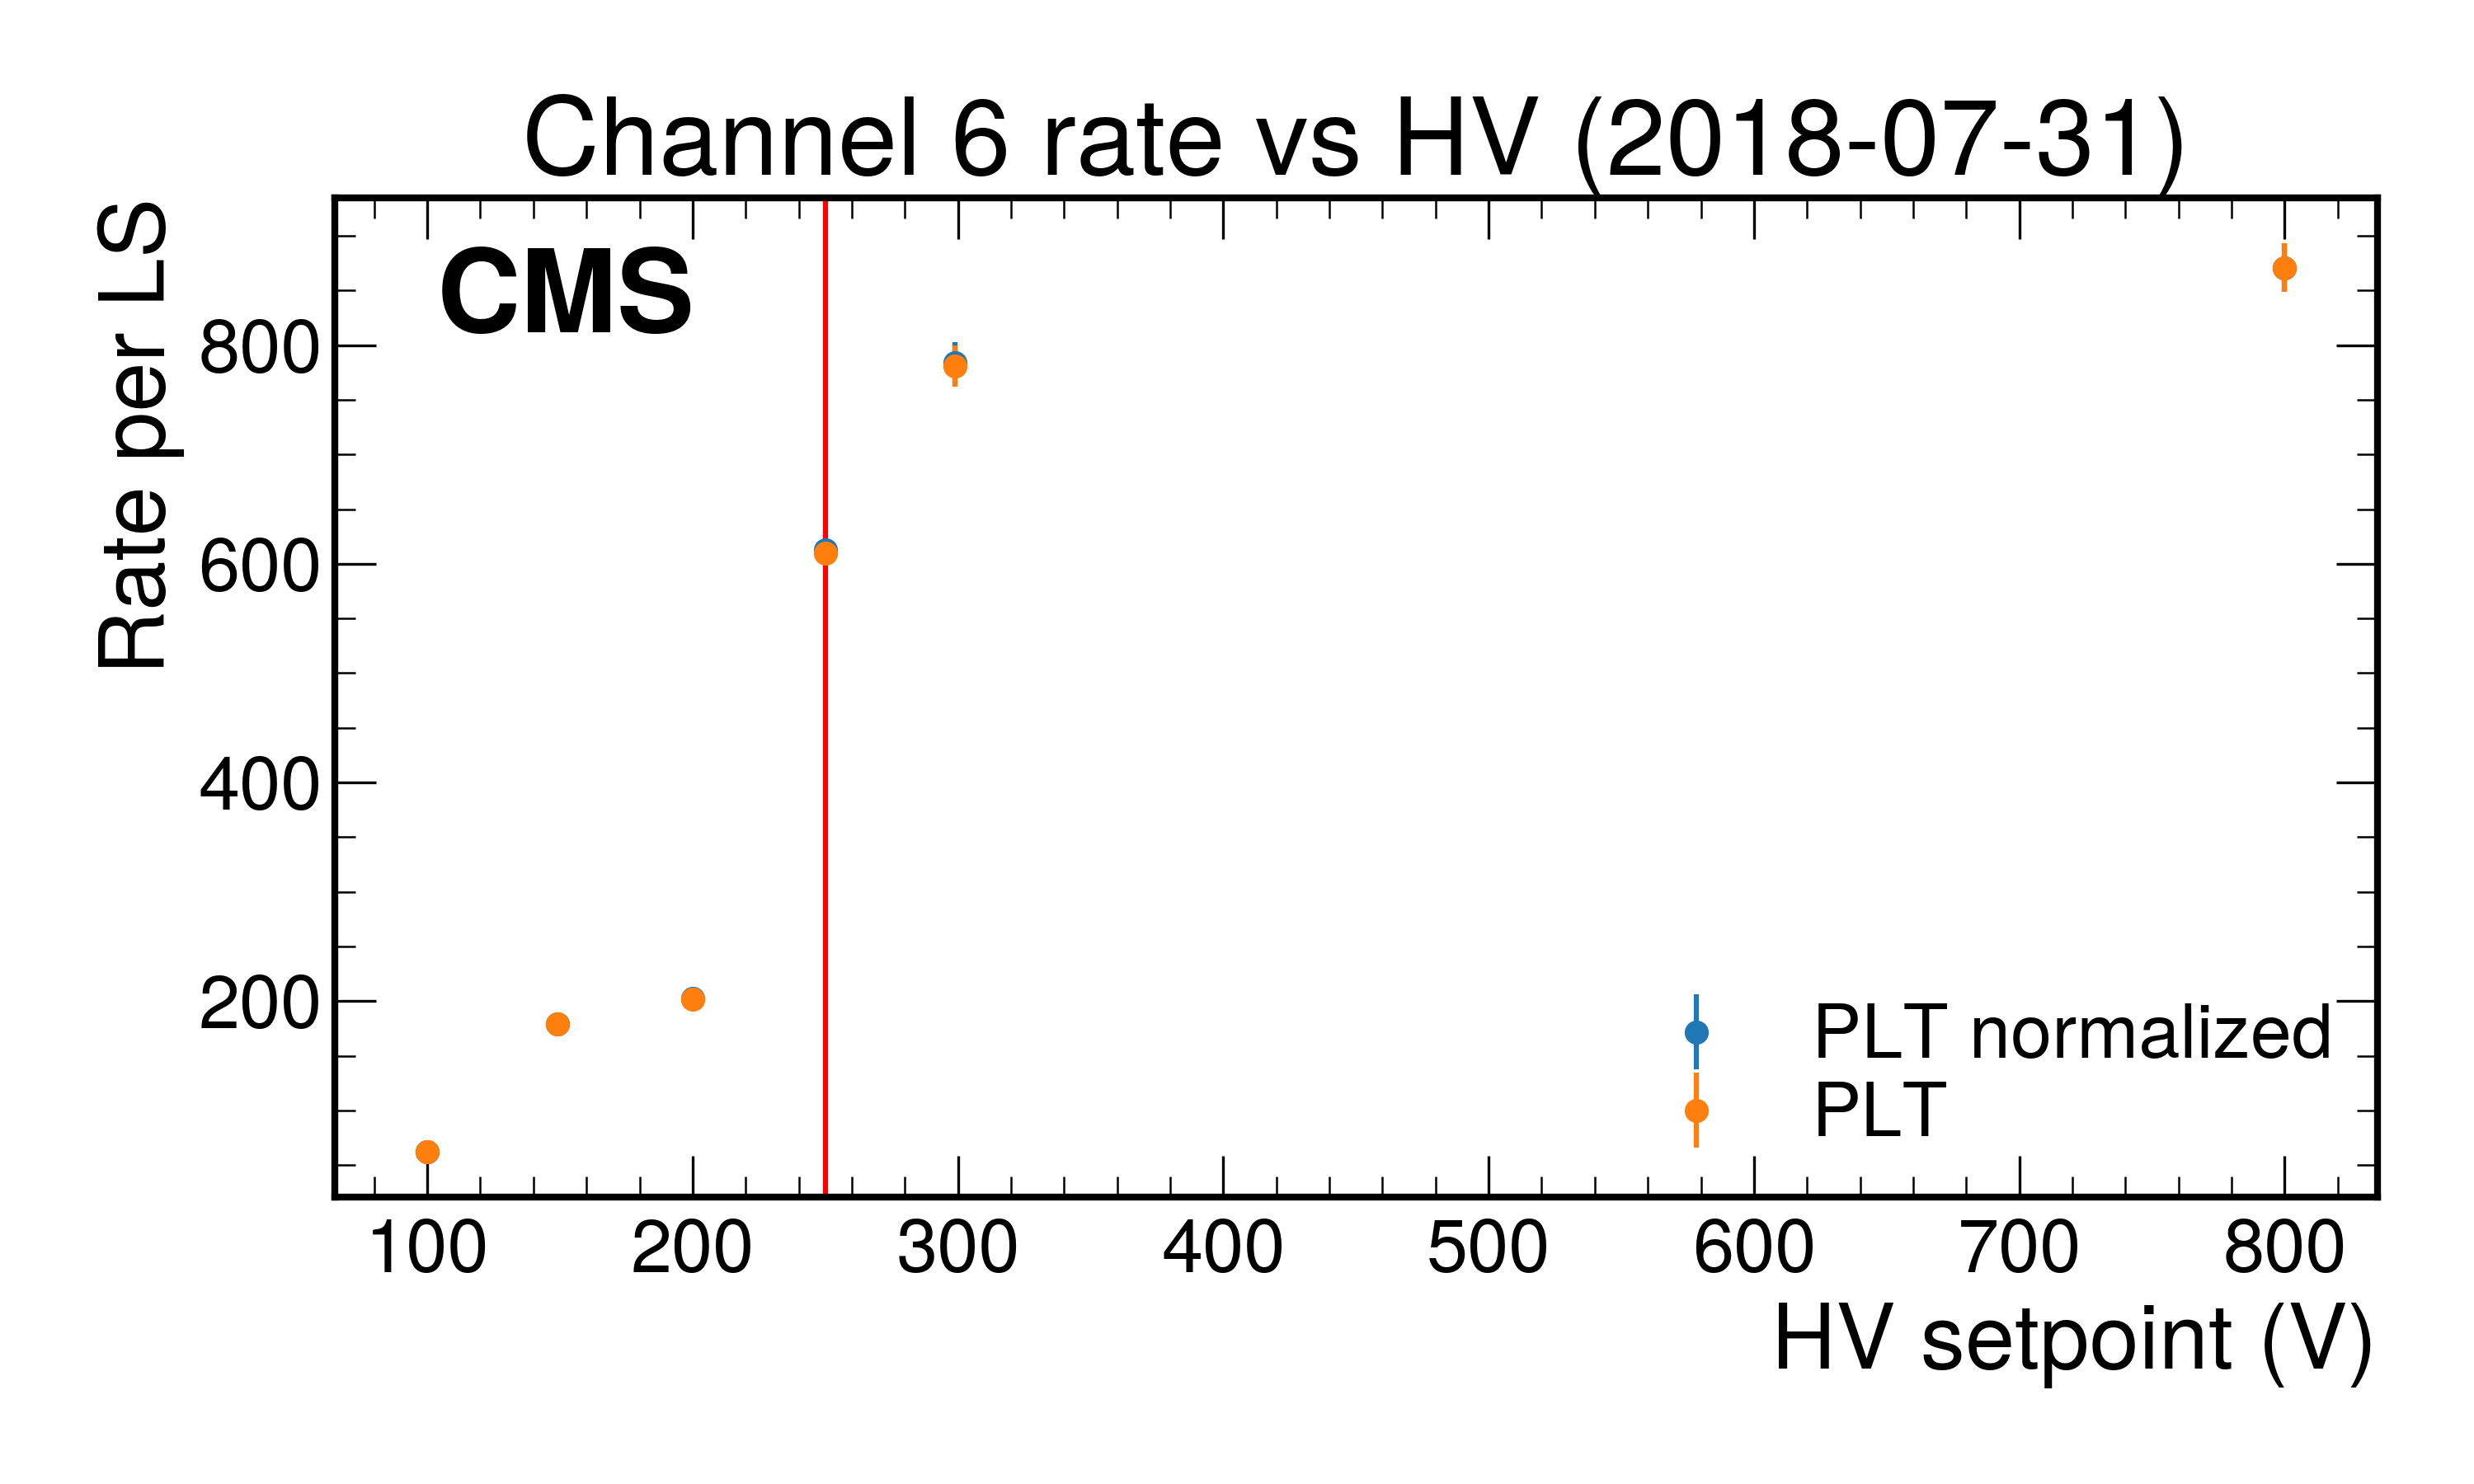 Channel 6 rate vs HV (2018-07-31)
CMS
Rate per LS
800
600
400
200
PLT normalized
PLT
100 200 300 400 500 600 700 800
HV setpoint (V)